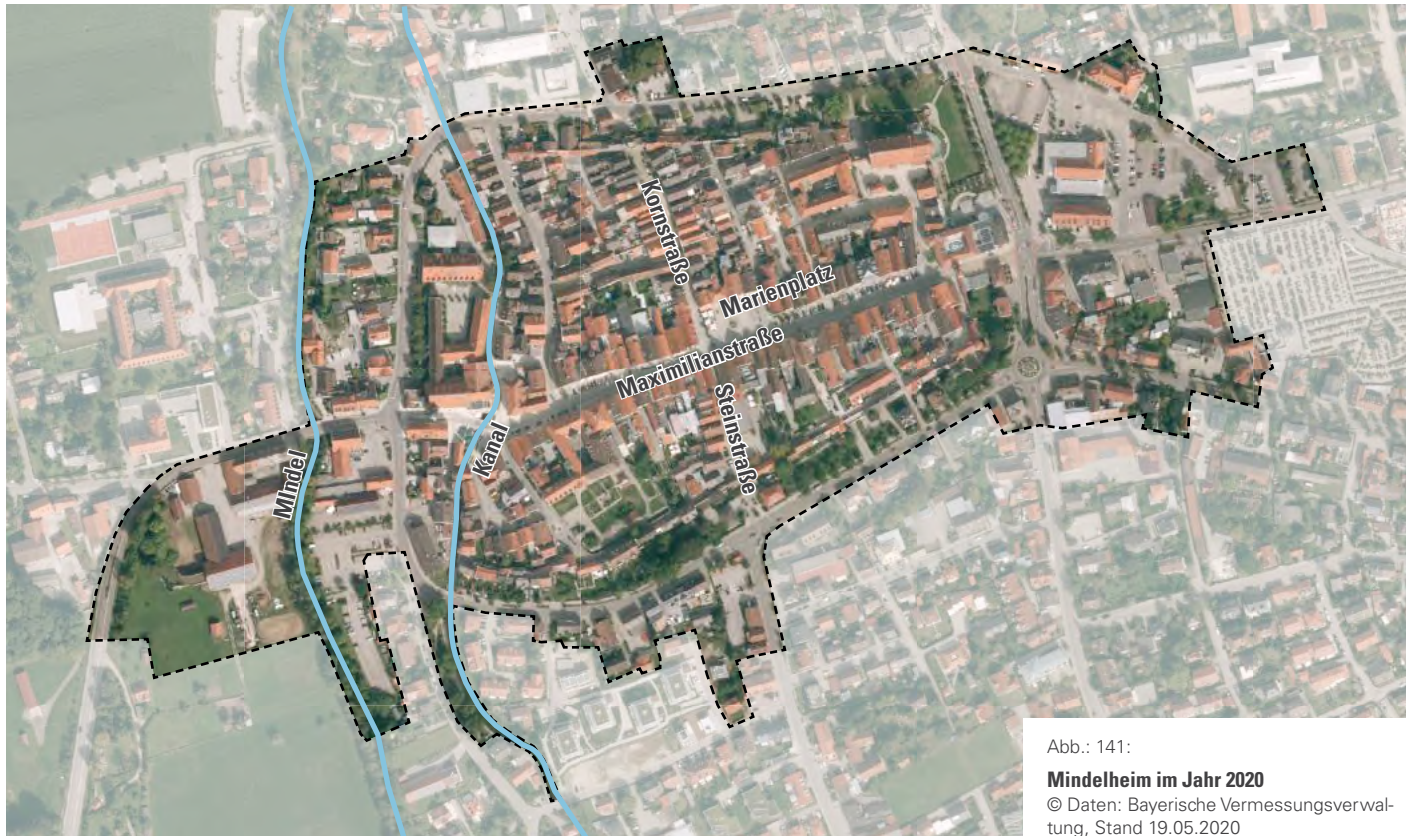 Kornstraße
Marienplatz
Maximilianstraße
Steinstraße
Kanal
Mindel
Abb.: 141:
Mindelheim im Jahr 2020
© Daten: Bayerische Vermessungsverwal-
tung, Stand 19.05.2020